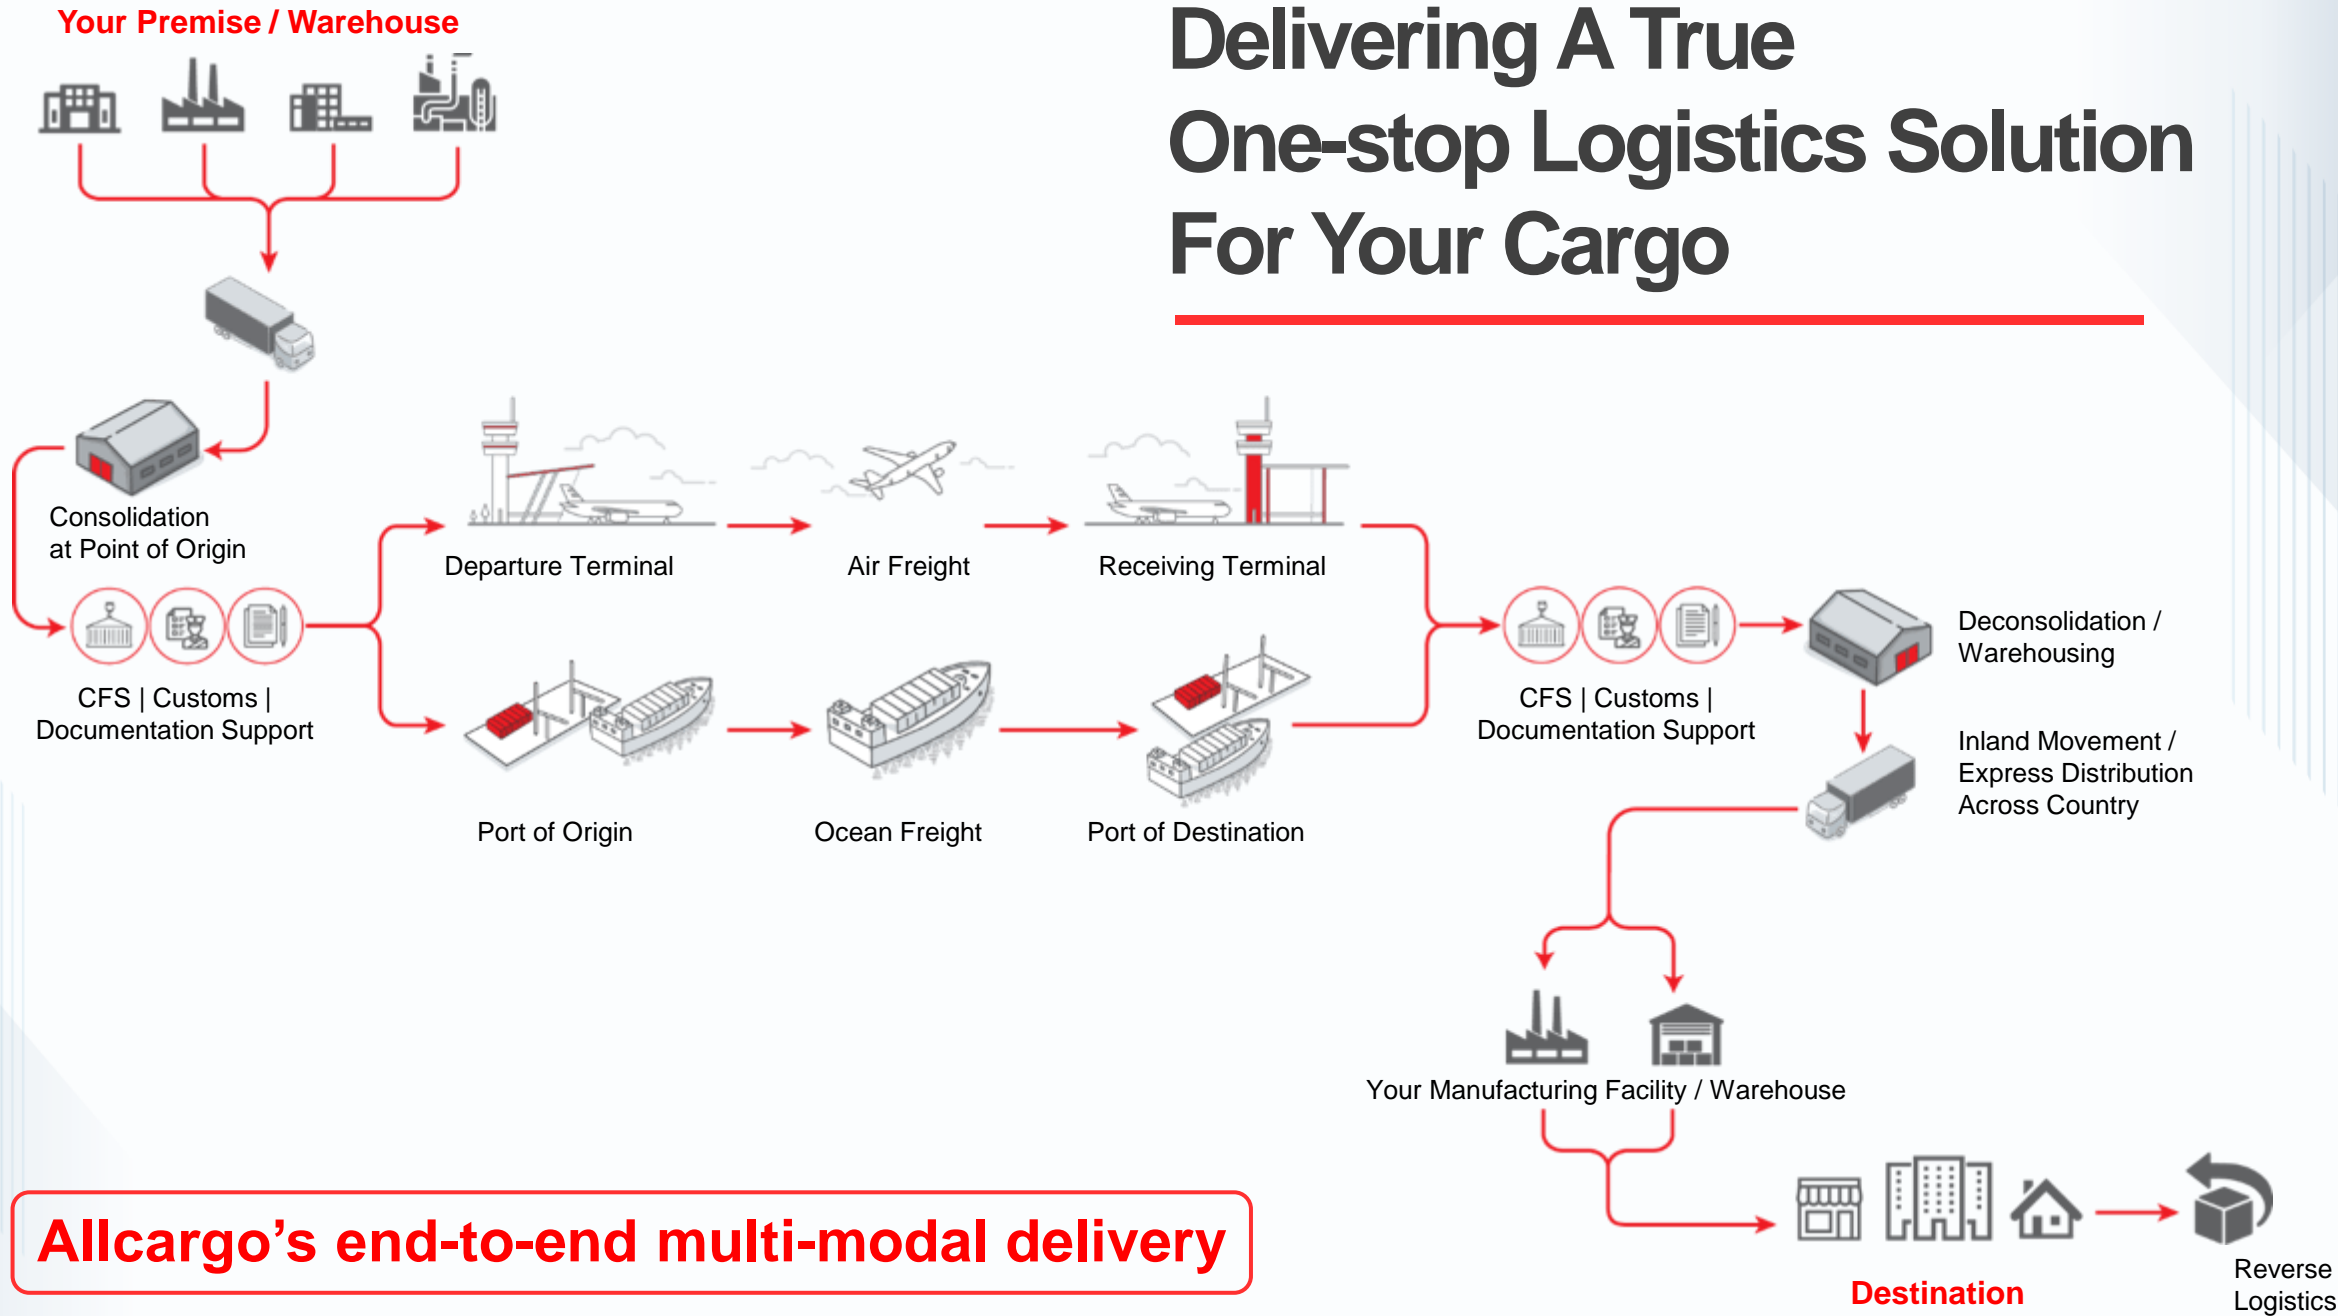 Your Premise / Warehouse
Delivering A True
One-stop Logistics Solution
For Your Cargo
Consolidation
at Point of Origin
CFS | Customs |
Documentation Support
Departure Terminal
Air Freight
Receiving Terminal
Port of Origin
Ocean Freight
Port of Destination
CFS | Customs |
Documentation Support
Deconsolidation /
Warehousing
Inland Movement /
Express Distribution
Across Country
Your Manufacturing Facility / Warehouse
Allcargo’s end-to-end multi-modal delivery
Destination
Reverse
Logistics